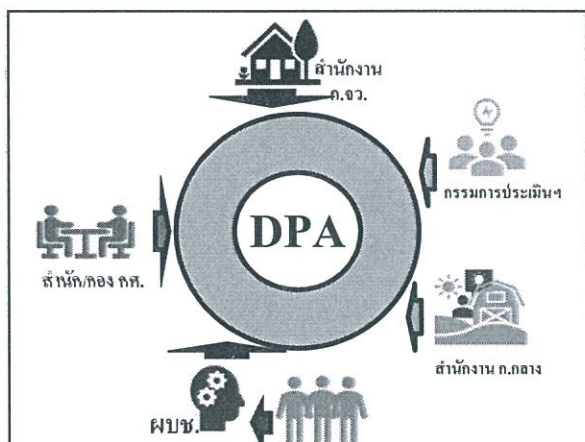 สำนักงาน
ก.จว.
กรรมการประเมินฯ
DPA
สำนัก/กอง กศ.
สำนักงาน ก.กลาง
ผบช.